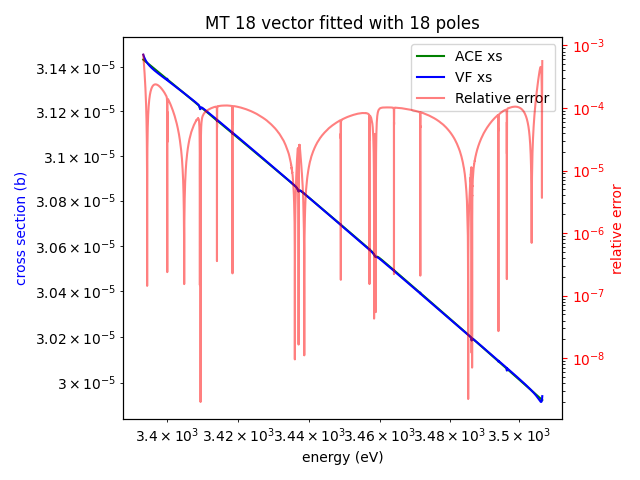 MT 18 vector fitted with 18 poles
ACE xs
VF xs
Relative error
cross section (b)
3.14 × 10⁻⁵
3.12 × 10⁻⁵
3.1 × 10⁻⁵
3.08 × 10⁻⁵
3.06 × 10⁻⁵
3.04 × 10⁻⁵
3.02 × 10⁻⁵
3 × 10⁻⁵
10⁻³
10⁻⁴
10⁻⁵
10⁻⁶
10⁻⁷
10⁻⁸
relative error
3.4 × 10³ 3.42 × 10³ 3.44 × 10³ 3.46 × 10³ 3.48 × 10³ 3.5 × 10³
energy (eV)